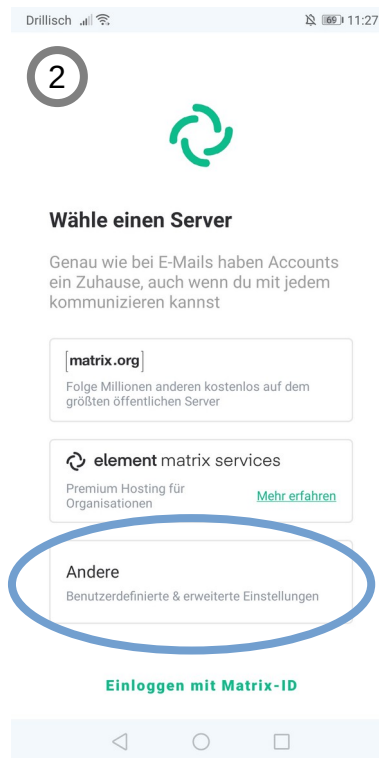 Drillisch 69 11:27
2
Wähle einen Server
Genau wie bei E-Mails haben Accounts
ein Zuhause, auch wenn du mit jedem
kommunizieren kannst
[matrix.org]
Folge Millionen anderen kostenlos auf dem
größten öffentlichen Server
element matrix services
Premium Hosting für
Organisationen
Mehr erfahren
Andere
Benutzerdefinierte & erweiterte Einstellungen
Einloggen mit Matrix-ID